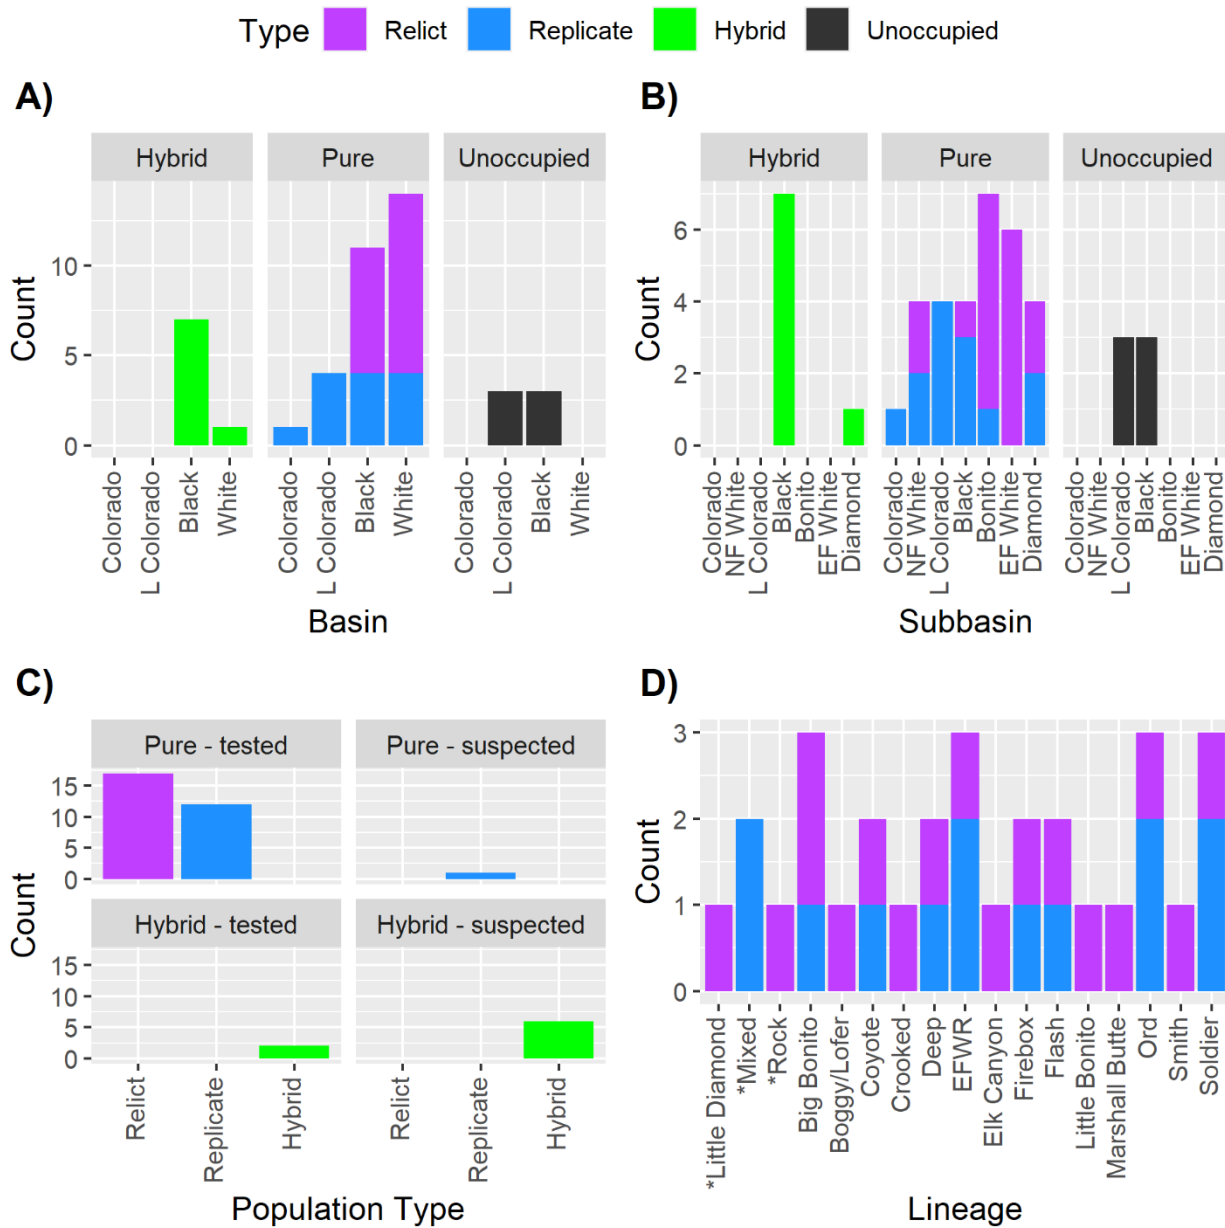 Type Relict Replicate Hybrid Unoccupied
A)
Hybrid Pure Unoccupied
Count
10
5
0
Colorado L Colorado Black White Colorado L Colorado Black White Colorado L Colorado Black White
Basin
B)
Hybrid Pure Unoccupied
Count
6
4
2
0
Colorado NF White L Colorado Black Bonito EF White Diamond Colorado NF White L Colorado Black Bonito EF White Diamond Colorado NF White L Colorado Black Bonito EF White Diamond
Subbasin
C)
Pure - tested Pure - suspected
Count
15
10
5
0
Hybrid - tested Hybrid - suspected
15
10
5
0
Relict Replicate Hybrid Relict Replicate Hybrid
Population Type
D)
Count
3
2
1
0
*Little Diamond *Mixed *Rock Big Bonito Boggy/Lofer Coyote Crooked Deep EFWR Elk Canyon Firebox Flash Little Bonito Marshall Butte Ord Smith Soldier
Lineage